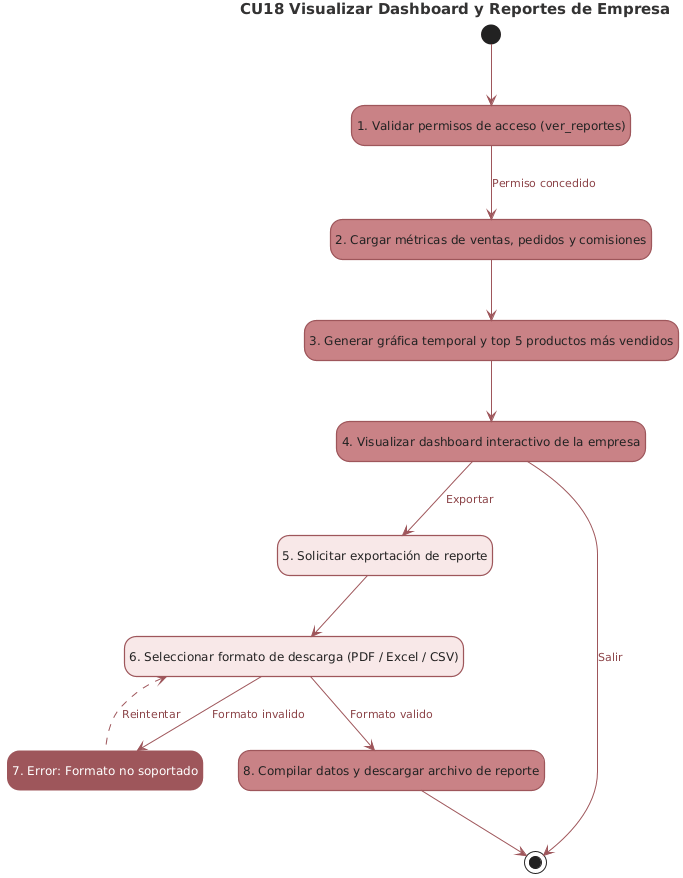 CU18 Visualizar Dashboard y Reportes de Empresa
1. Validar permisos de acceso (ver_reportes)
Permiso concedido
2. Cargar métricas de ventas, pedidos y comisiones
3. Generar gráfica temporal y top 5 productos más vendidos
4. Visualizar dashboard interactivo de la empresa
Exportar
5. Solicitar exportación de reporte
6. Seleccionar formato de descarga (PDF / Excel / CSV)
Salir
Reintentar
Formato invalido
Formato valido
7. Error: Formato no soportado
8. Compilar datos y descargar archivo de reporte